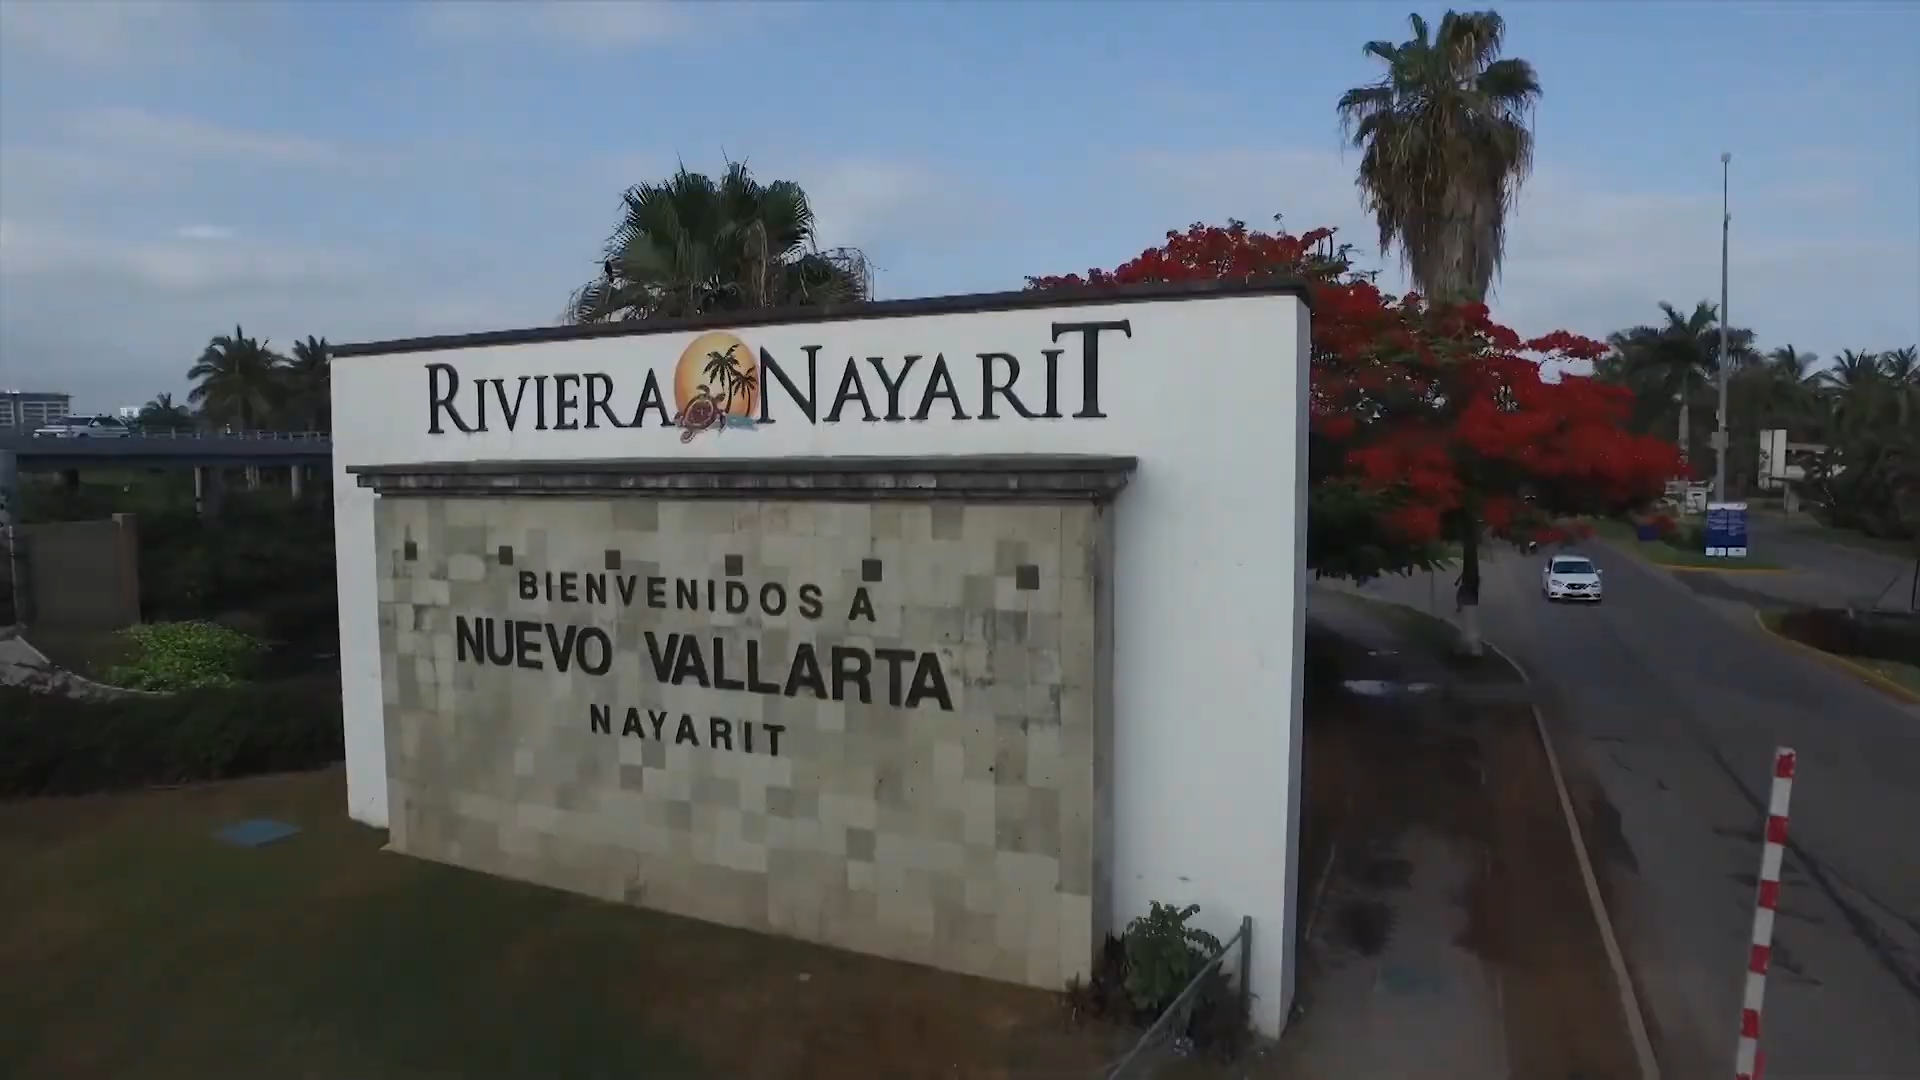 RIVIERA NAYARIT
BIENVENIDOS A
NUEVO VALLARTA
NAYARIT